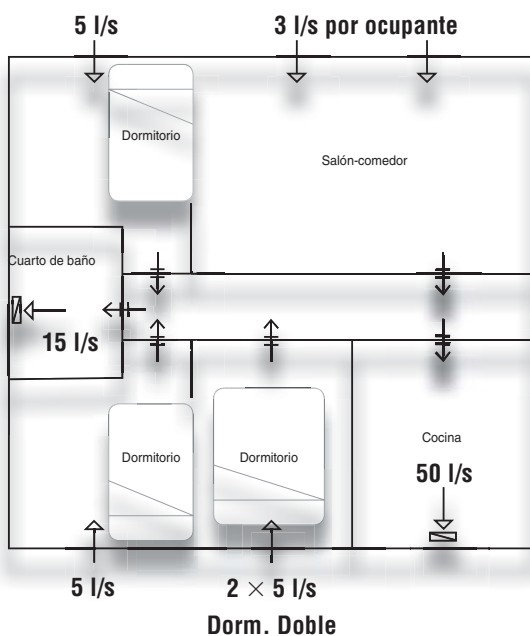 5 l/s
3 l/s por ocupante
Dormitorio
Salón-comedor
Cuarto de baño
15 l/s
Dormitorio
Dormitorio
Cocina
50 l/s
5 l/s
2 × 5 l/s
Dorm. Doble